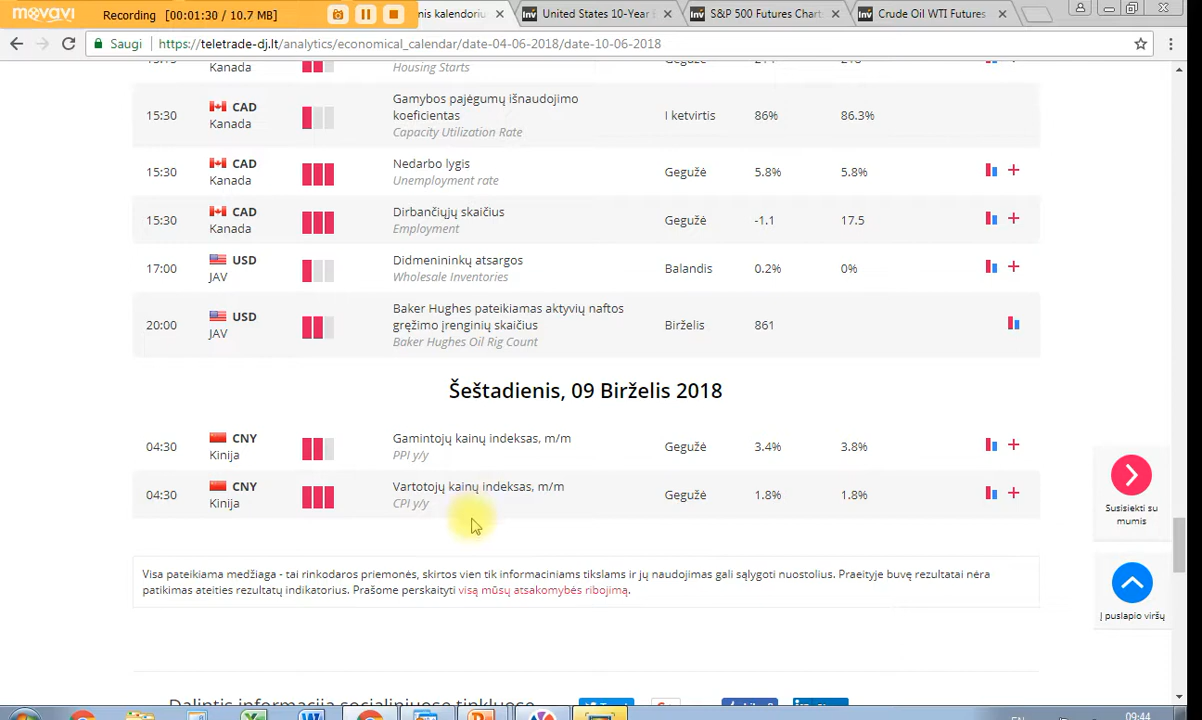 movavi
Recording [00:01:30 / 10.7 MB]
nis kalendoriu
United States 10-Year
S&P 500 Futures Chart
Crude Oil WTI Futures
Saugi https://teletrade-dj.lt/analytics/economical_calendar/date-04-06-2018/date-10-06-2018
Kanada Housing Starts
15:30 CAD Kanada
Gamybos pajėgumų išnaudojimo
koeficientas
Capacity Utilization Rate
I ketvirtis 86% 86.3%
15:30 CAD Kanada
Nedarbo lygis
Unemployment rate
Gegužė 5.8% 5.8%
15:30 CAD Kanada
Dirbančiųjų skaičius
Employment
Gegužė -1.1 17.5
17:00 USD JAV
Didmenininkų atsargos
Wholesale Inventories
Balandis 0.2% 0%
20:00 USD JAV
Baker Hughes pateikiamas aktyvių naftos
gręžimo įrenginių skaičius
Baker Hughes Oil Rig Count
Birželis 861
Šeštadienis, 09 Birželis 2018
04:30 CNY Kinija
Gamintojų kainų indeksas, m/m
PPI y/y
Gegužė 3.4% 3.8%
04:30 CNY Kinija
Vartotojų kainų indeksas, m/m
CPI y/y
Gegužė 1.8% 1.8%
Susisiekti su
mumis
Į puslapio viršų
Visa pateikiama medžiaga - tai rinkodaros priemonės, skirtos vien tik informaciniams tikslams ir jų naudojimas gali sąlygoti nuostolius. Praeityje buvę rezultatai nėra
patikimas ateities rezultatų indikatorius. Prašome perskaityti visą mūsų atsakomybės ribojimą.
Dalintis informacija socialiniuose tinkluose
09:44